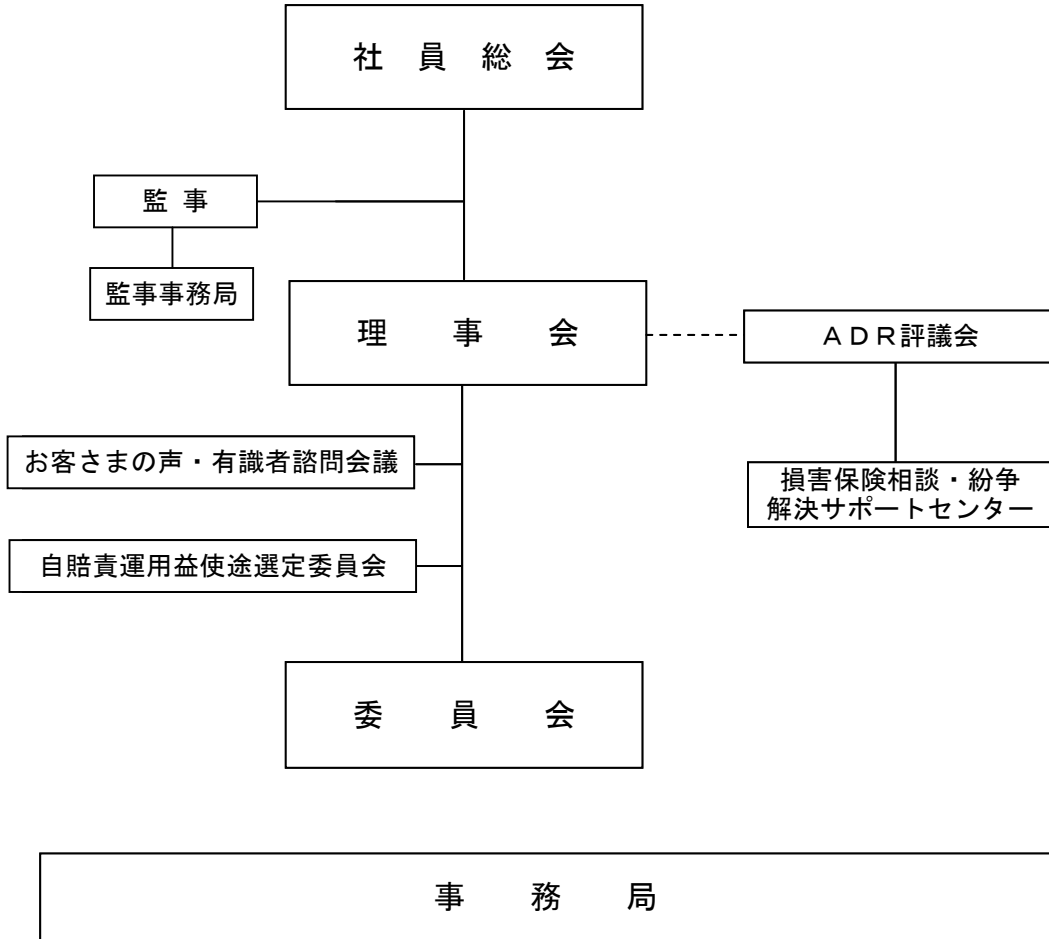 社員総会
監事
監事事務局
理事会
ADR評議会
お客さまの声・有識者諮問会議
損害保険相談・紛争
解決サポートセンター
自賠責運用益使途選定委員会
委員会
事務局